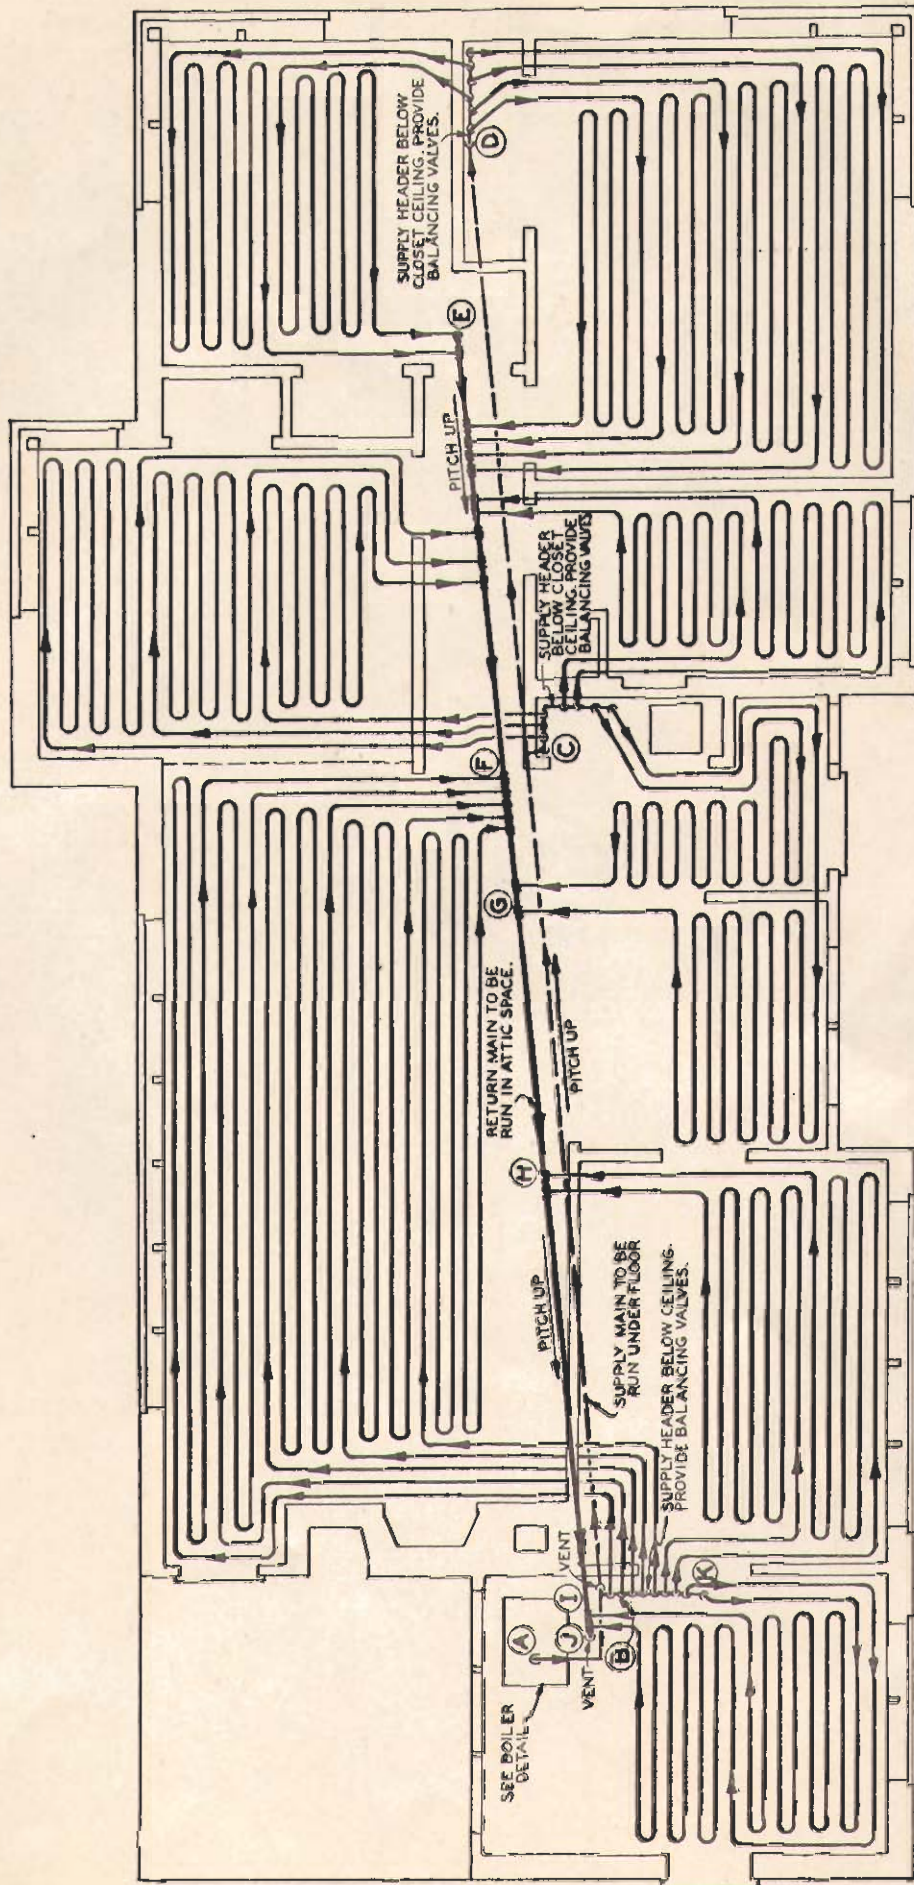 SUPPLY HEADER BELOW
CLOSET CEILING. PROVIDE
BALANCING VALVES.
D
E
PITCH UP
SUPPLY HEADER
BELOW CLOSET
CEILING. PROVIDE
BALANCING VALVES
C
F
G
RETURN MAIN TO BE
RUN IN ATTIC SPACE.
PITCH UP
H
PITCH UP
SUPPLY MAIN TO BE
RUN UNDER FLOOR
SUPPLY HEADER BELOW CEILING.
PROVIDE BALANCING VALVES.
VENT
I
K
A
J
B
VENT
SEE BOILER
DETAIL